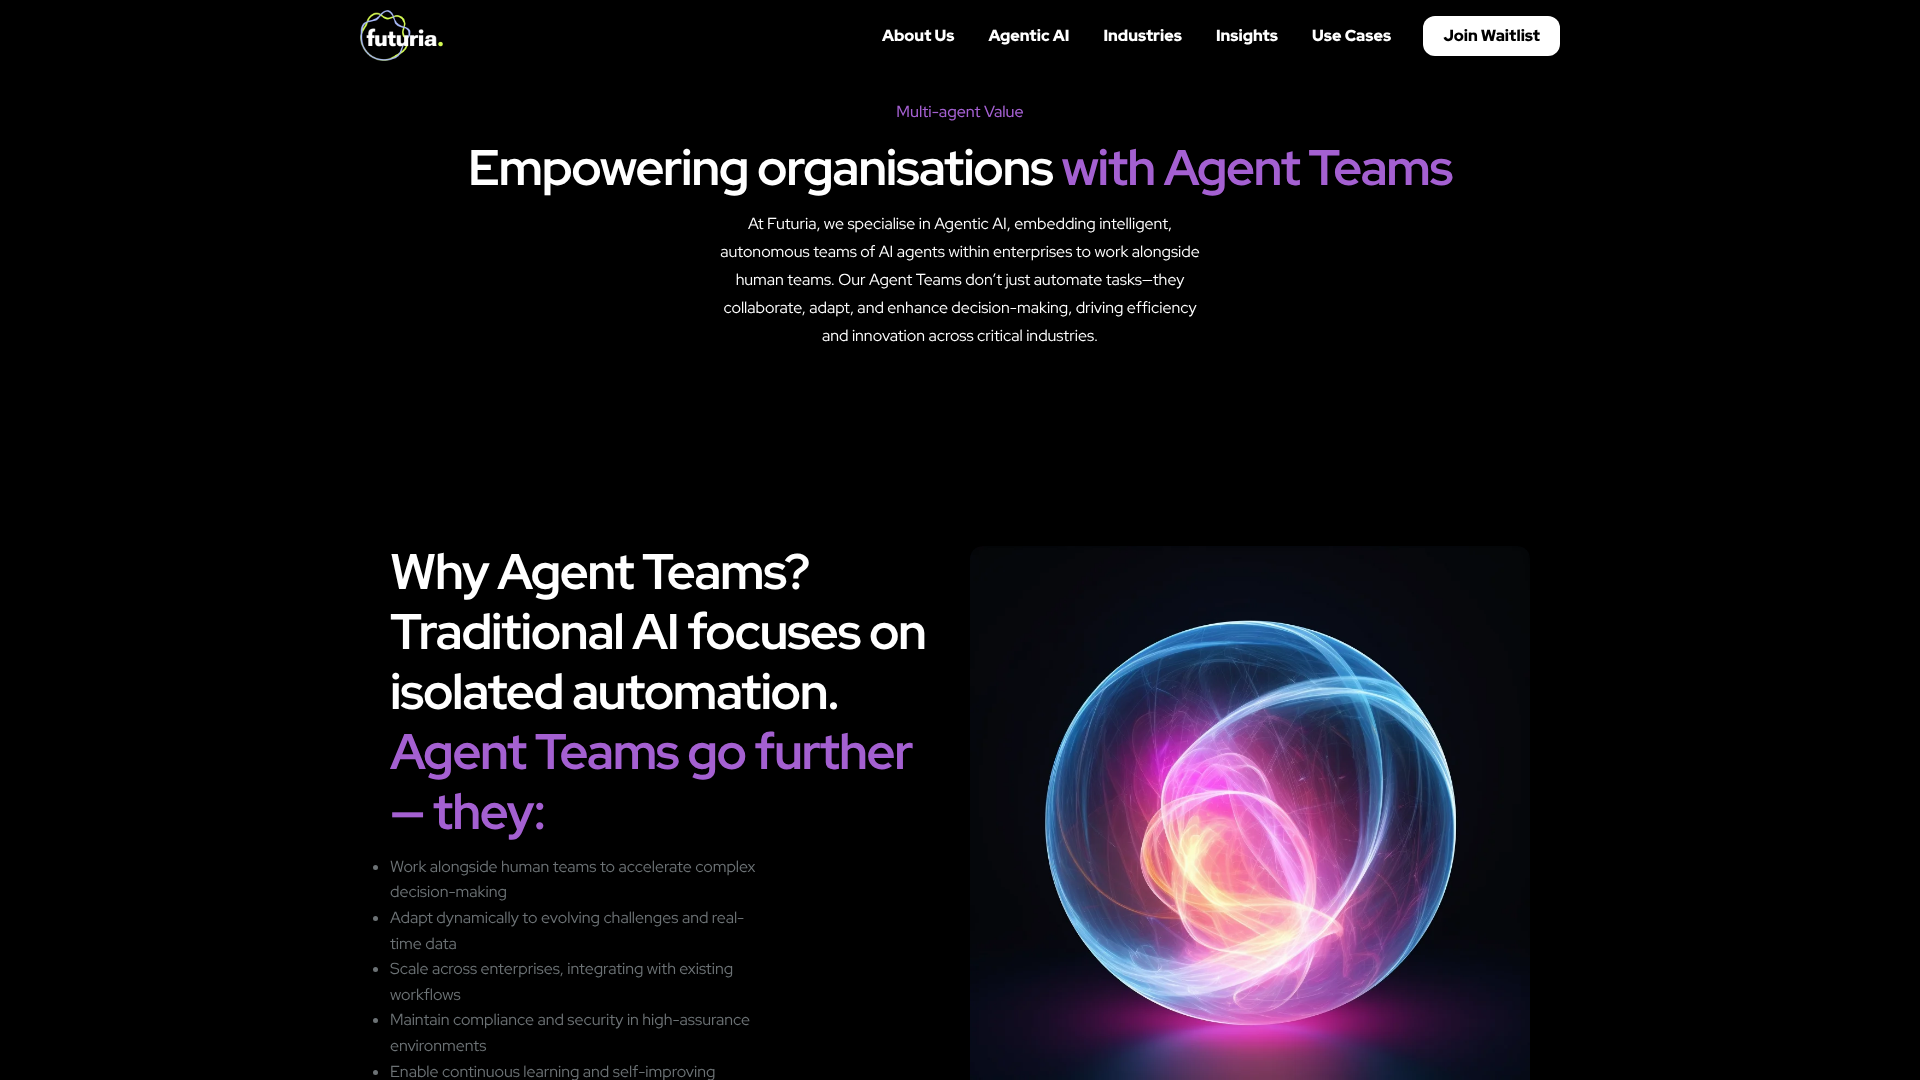 futuria.
About Us
Agentic AI
Industries
Insights
Use Cases
Join Waitlist
Multi-agent Value
Empowering organisations with Agent Teams
At Futuria, we specialise in Agentic AI, embedding intelligent,
autonomous teams of AI agents within enterprises to work alongside
human teams. Our Agent Teams don’t just automate tasks—they
collaborate, adapt, and enhance decision-making, driving efficiency
and innovation across critical industries.
Why Agent Teams?
Traditional AI focuses on
isolated automation.
Agent Teams go further
— they:
• Work alongside human teams to accelerate complex
decision-making
• Adapt dynamically to evolving challenges and real-
time data
• Scale across enterprises, integrating with existing
workflows
• Maintain compliance and security in high-assurance
environments
• Enable continuous learning and self-improving